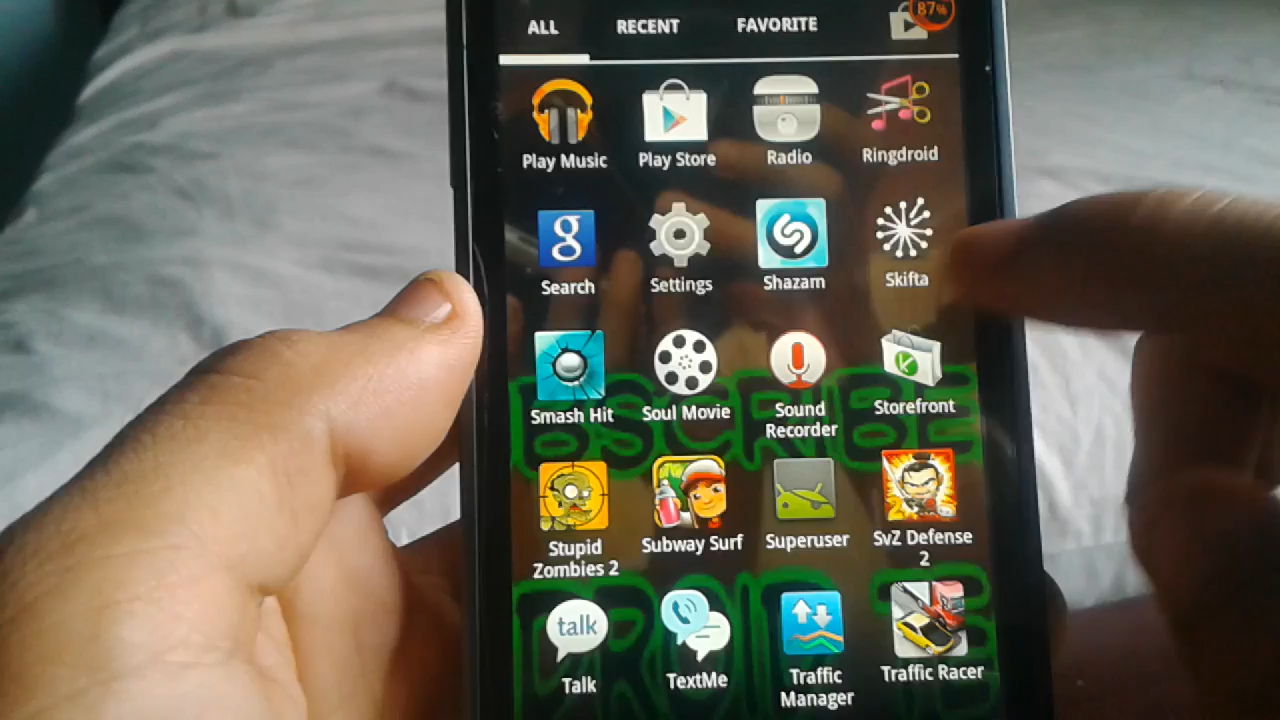 ALL RECENT FAVORITE 87%
Play Music Play Store Radio Ringdroid
g
Search Settings Shazam Skifta
Smash Hit Soul Movie Sound Recorder Storefront
BSCRIBE
Stupid Zombies 2 Subway Surf Superuser SvZ Defense 2
talk
Talk TextMe Traffic Manager Traffic Racer